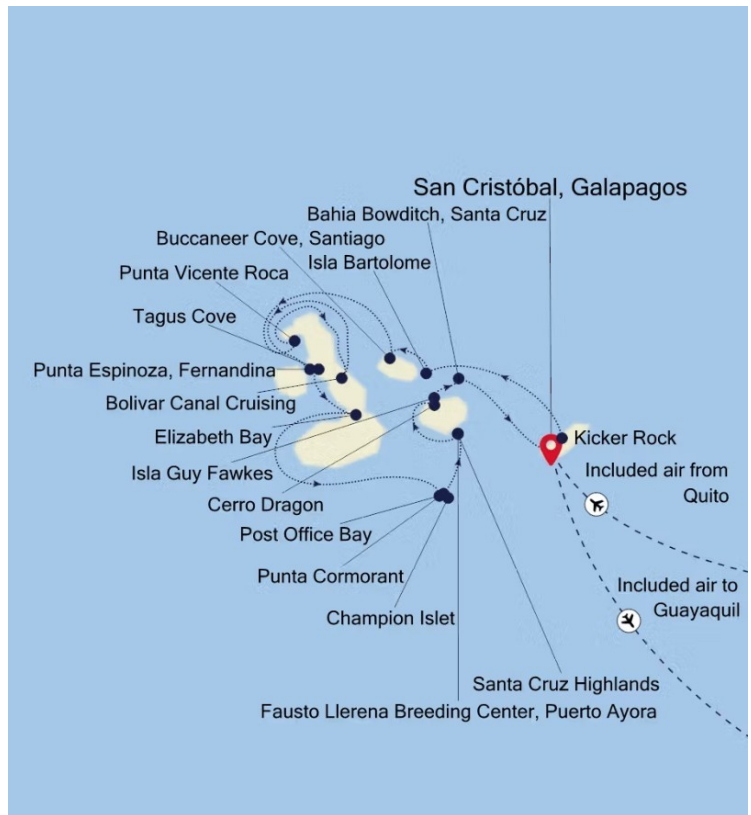 San Cristóbal, Galapagos
Bahia Bowditch, Santa Cruz
Buccaneer Cove, Santiago
Isla Bartolome
Punta Vicente Roca
Tagus Cove
Punta Espinoza, Fernandina
Bolivar Canal Cruising
Elizabeth Bay
Isla Guy Fawkes
Cerro Dragon
Post Office Bay
Punta Cormorant
Champion Islet
Santa Cruz Highlands
Fausto Llerena Breeding Center, Puerto Ayora
Kicker Rock
Included air from
Quito
Included air to
Guayaquil